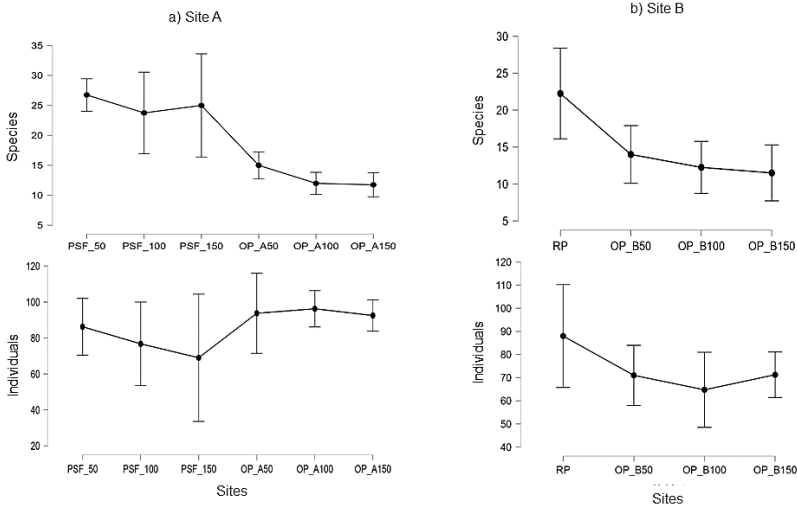 a) Site A
Species
35
30
25
20
15
10
5
PSF_50 PSF_100 PSF_150 OP_A50 OP_A100 OP_A150
Individuals
120
100
80
60
40
20
PSF_50 PSF_100 PSF_150 OP_A50 OP_A100 OP_A150
Sites
b) Site B
Species
30
25
20
15
10
5
RP OP_B50 OP_B100 OP_B150
Individuals
120
110
100
90
80
70
60
50
40
RP OP_B50 OP_B100 OP_B150
Sites